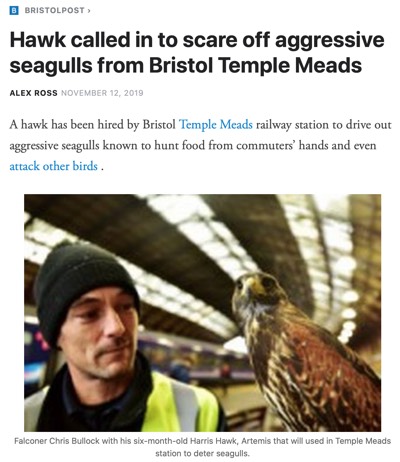 B BRISTOLPOST ›
Hawk called in to scare off aggressive
seagulls from Bristol Temple Meads
ALEX ROSS NOVEMBER 12, 2019
A hawk has been hired by Bristol Temple Meads railway station to drive out
aggressive seagulls known to hunt food from commuters' hands and even
attack other birds .
Falconer Chris Bullock with his six-month-old Harris Hawk, Artemis that will used in Temple Meads
station to deter seagulls.